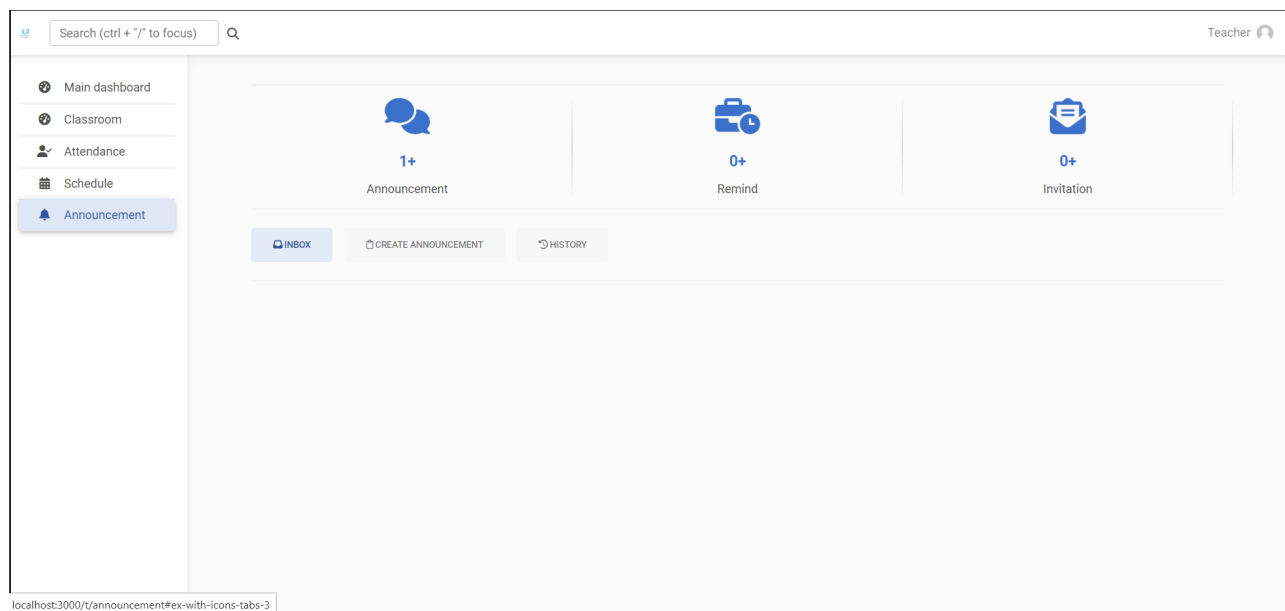 Search (ctrl + "/" to focus)
Teacher
Main dashboard
Classroom
Attendance
Schedule
Announcement
1+
Announcement
0+
Remind
0+
Invitation
INBOX
CREATE ANNOUNCEMENT
HISTORY
localhost:3000/t/announcement#ex-with-icons-tabs-3